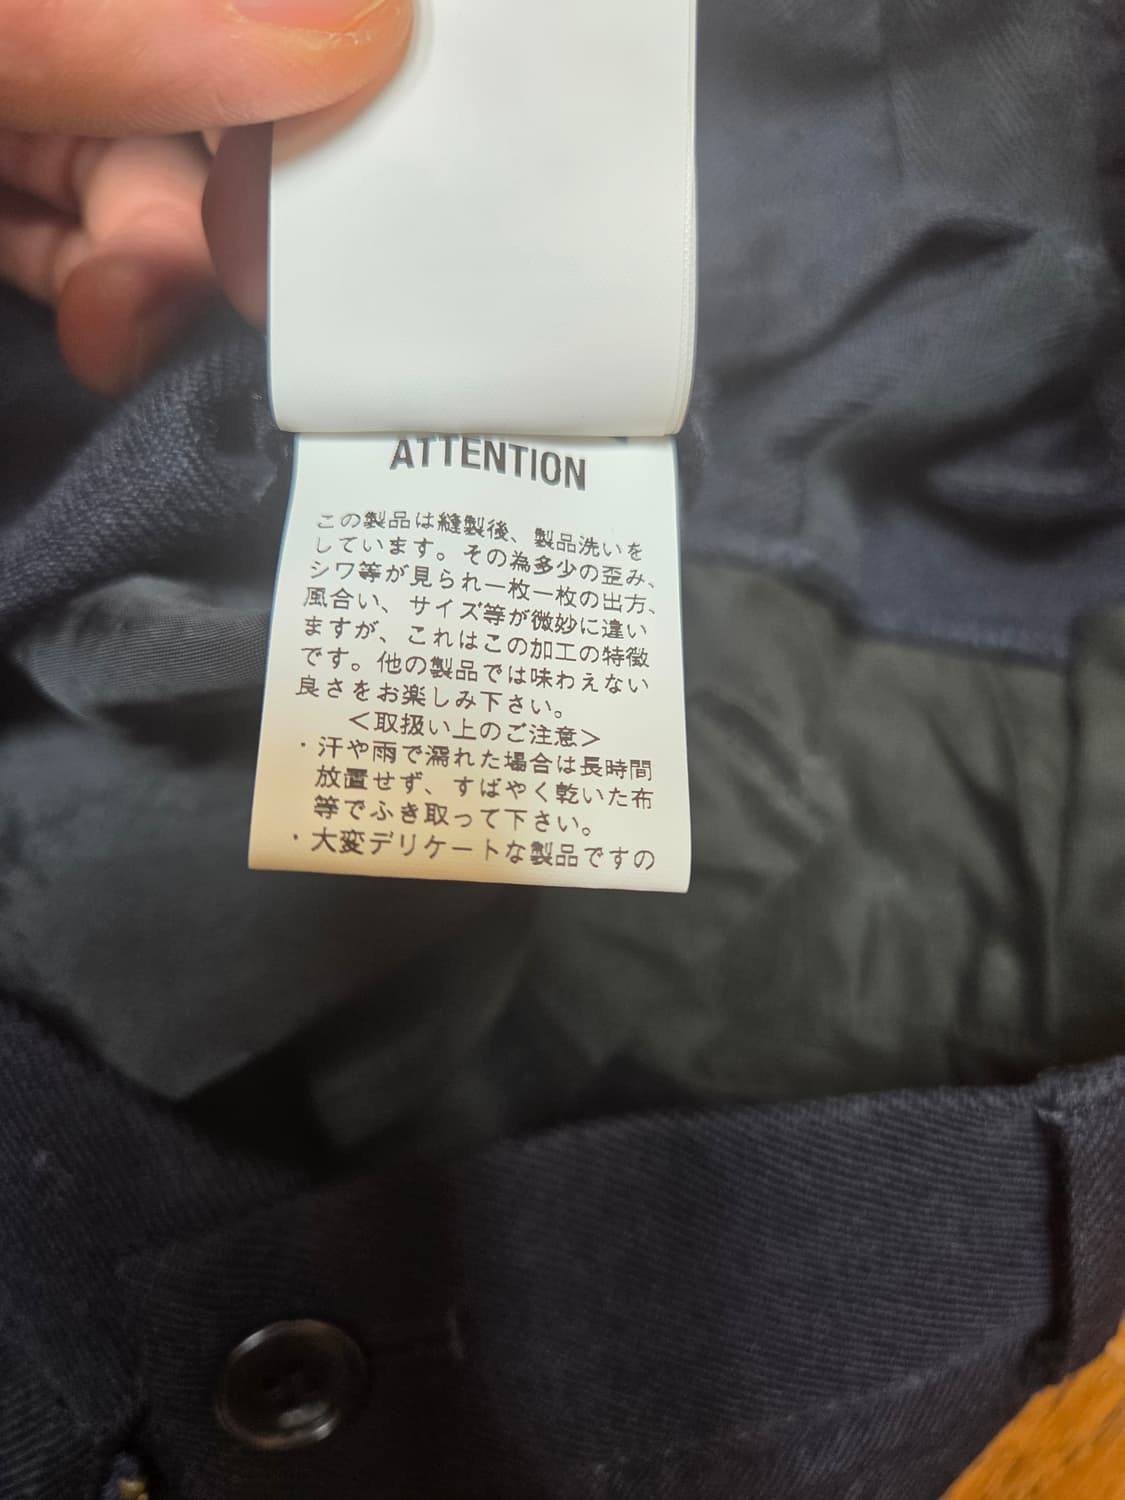 ATTENTION
この製品は縫製後、製品洗いを
しています。その為多少の歪み、
シワ等が見られ一枚一枚の出方、
風合い、サイズ等が微妙に違い
ますが、これはこの加工の特徴
です。他の製品では味わえない
良さをお楽しみ下さい。
＜取扱い上のご注意＞
・汗や雨で濡れた場合は長時間
放置せず、すばやく乾いた布
等でふき取って下さい。
・大変デリケートな製品ですの